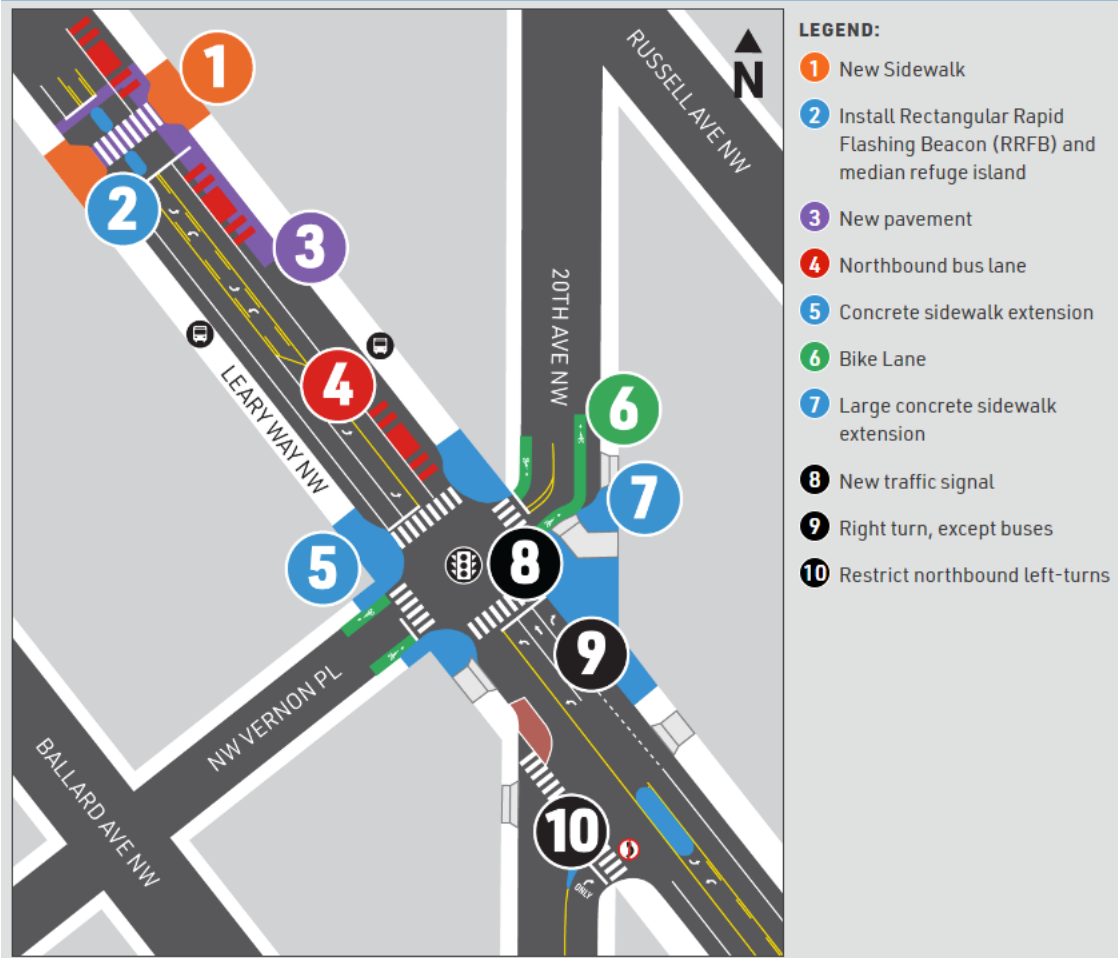 1
2
3
4
5
6
7
8
9
10
N
RUSSELL AVE NW
20TH AVE NW
LEARY WAY NW
NW VERNON PL
BALLARD AVE NW
ONLY
LEGEND:
1 New Sidewalk
2 Install Rectangular Rapid
Flashing Beacon (RRFB) and
median refuge island
3 New pavement
4 Northbound bus lane
5 Concrete sidewalk extension
6 Bike Lane
7 Large concrete sidewalk
extension
8 New traffic signal
9 Right turn, except buses
10 Restrict northbound left-turns